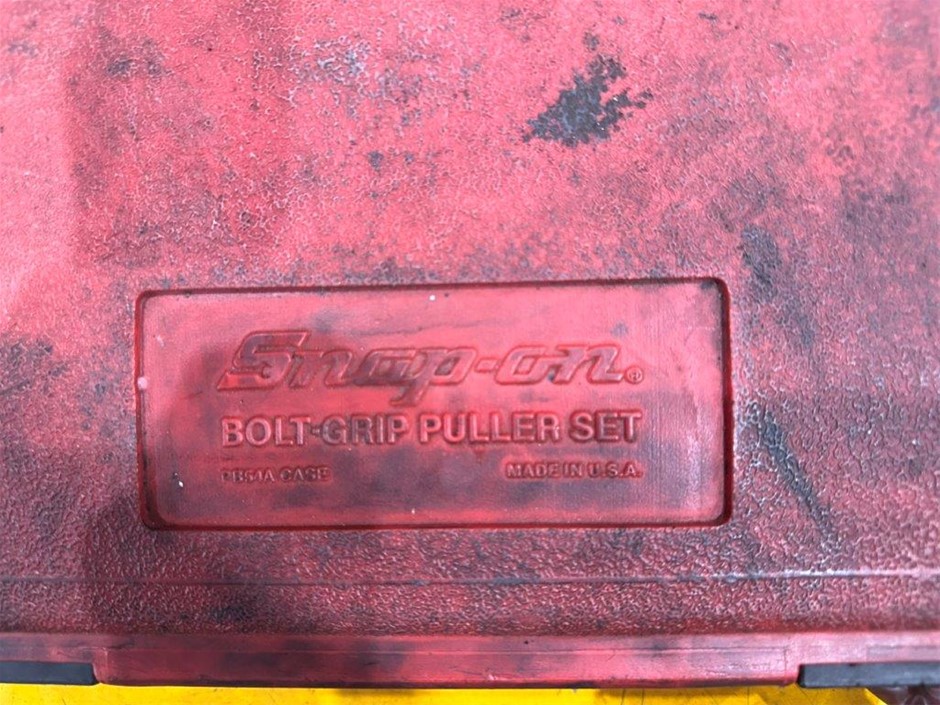 Snap-on®
BOLT-GRIP PULLER SET
CASE MADE IN U.S.A.